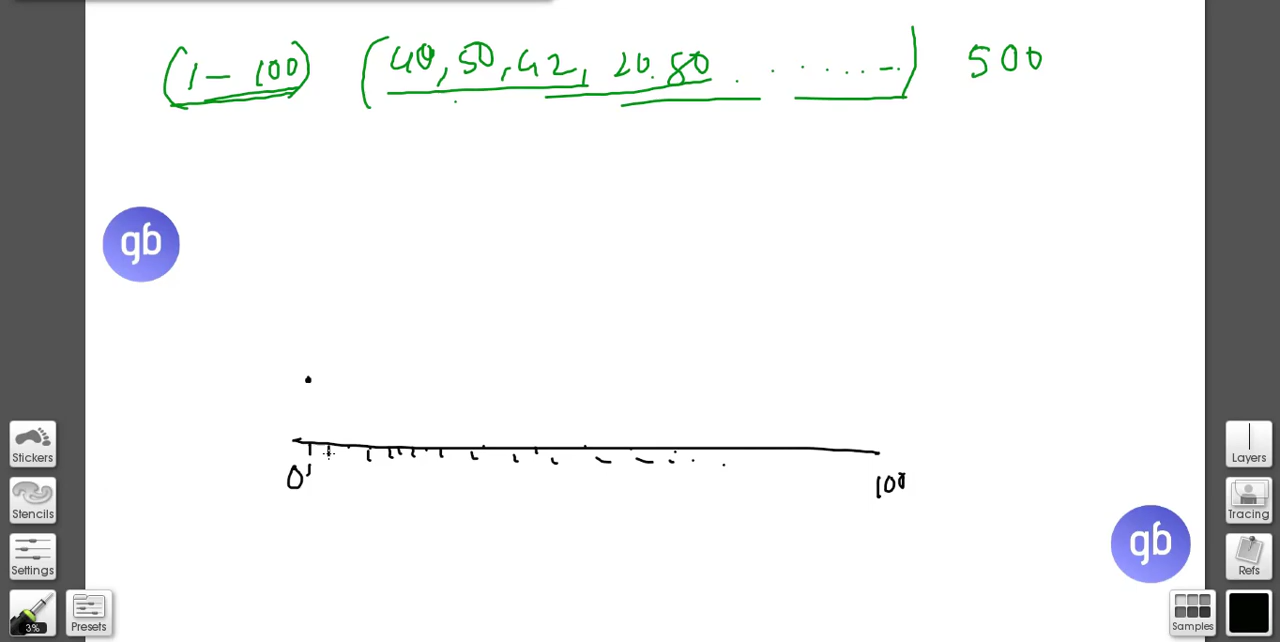 (1 - 100) (40, 50, 42, 20. 80 . . . . . . . . .) 500
gb
0 1 100
gb
Stickers
Stencils
Settings
3%
Presets
Layers
Tracing
Refs
Samples